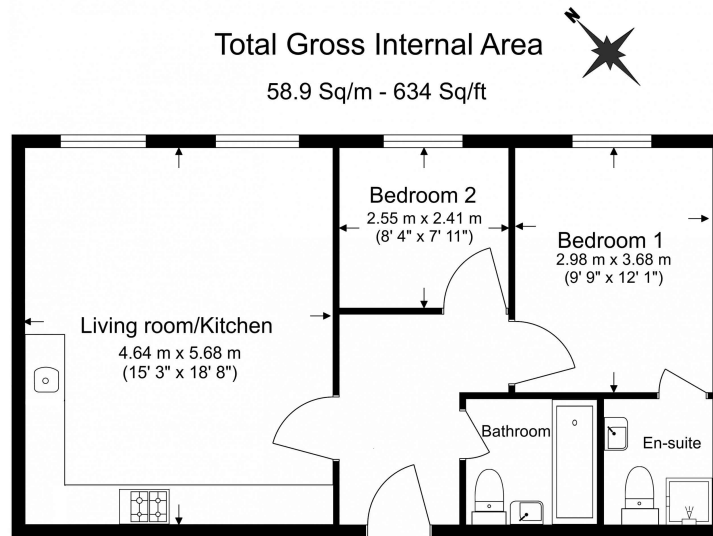 N
Total Gross Internal Area
58.9 Sq/m - 634 Sq/ft
Bedroom 2
2.55 m x 2.41 m
(8' 4" x 7' 11")
Bedroom 1
2.98 m x 3.68 m
(9' 9" x 12' 1")
Living room/Kitchen
4.64 m x 5.68 m
(15' 3" x 18' 8")
Bathroom
En-suite